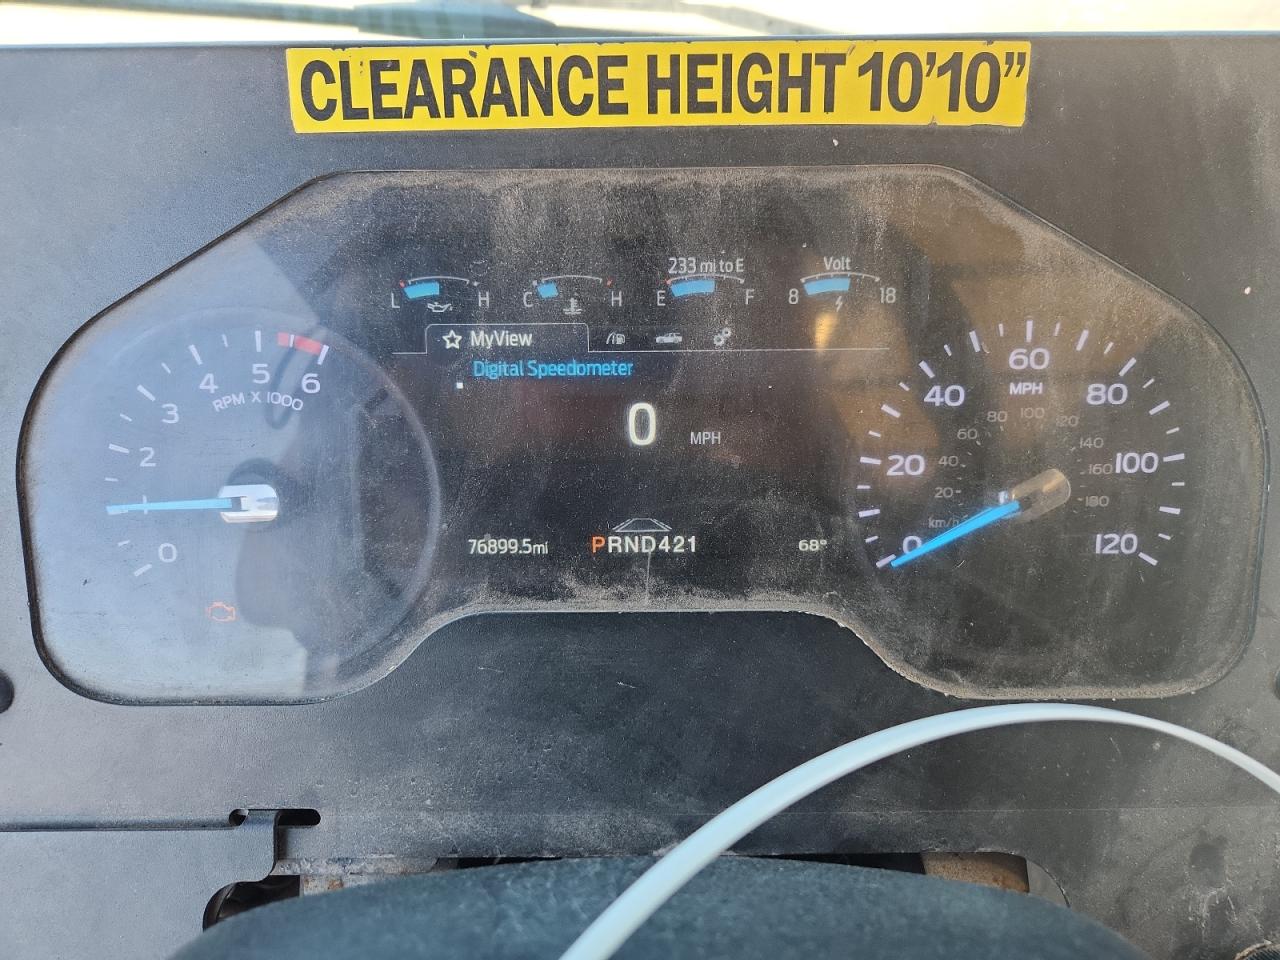 CLEARANCE HEIGHT 10'10"
233 mi to E
Volt
L H
C H
E F
8 18
MyView
Digital Speedometer
0 MPH
76899.5mi
PRND421
68°
0
1
2
3
4
5
6
RPM X 1000
0
20
40
60
80
100
120
MPH
km/h
20
40
60
80
100
120
140
160
180